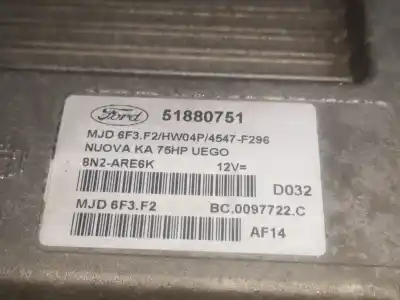 Ford 51880751
MJD 6F3.F2/HW04P/4547-F296
NUOVA KA 75HP UEGO
8N2-ARE6K 12V=
D032
MJD 6F3.F2 BC.0097722.C
AF14